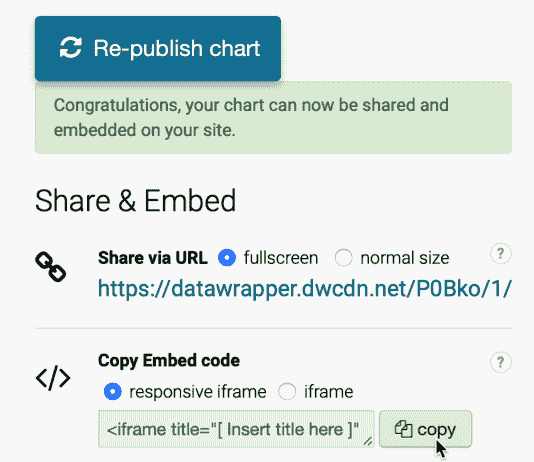 Re-publish chart
Congratulations, your chart can now be shared and
embedded on your site.
Share & Embed
Share via URL fullscreen normal size ?
https://datawrapper.dwcdn.net/P0Bko/1/
</> Copy Embed code ?
responsive iframe iframe
<iframe title="[ Insert title here ]" copy